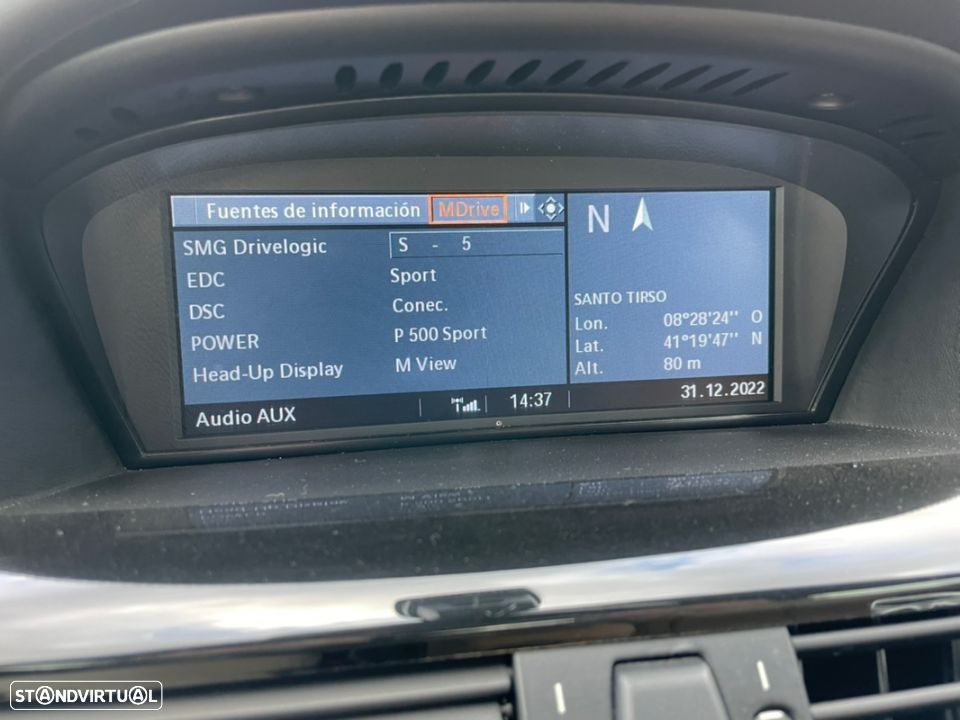 Fuentes de información MDrive
SMG Drivelogic S - 5
EDC Sport
DSC Conec.
POWER P 500 Sport
Head-Up Display M View
Audio AUX 14:37
N
SANTO TIRSO
Lon. 08°28'24'' O
Lat. 41°19'47'' N
Alt. 80 m
31.12.2022
STANDVIRTUAL